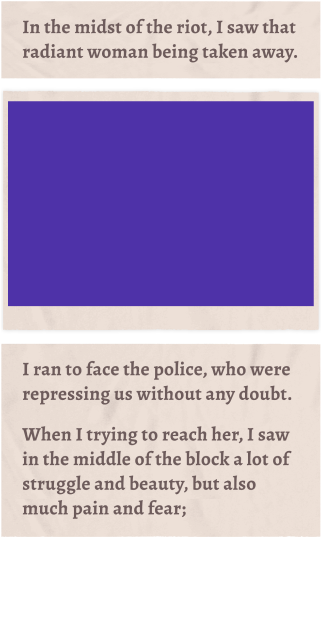 In the midst of the riot, I saw that
radiant woman being taken away.
I ran to face the police, who were
repressing us without any doubt.
When I trying to reach her, I saw
in the middle of the block a lot of
struggle and beauty, but also
much pain and fear;